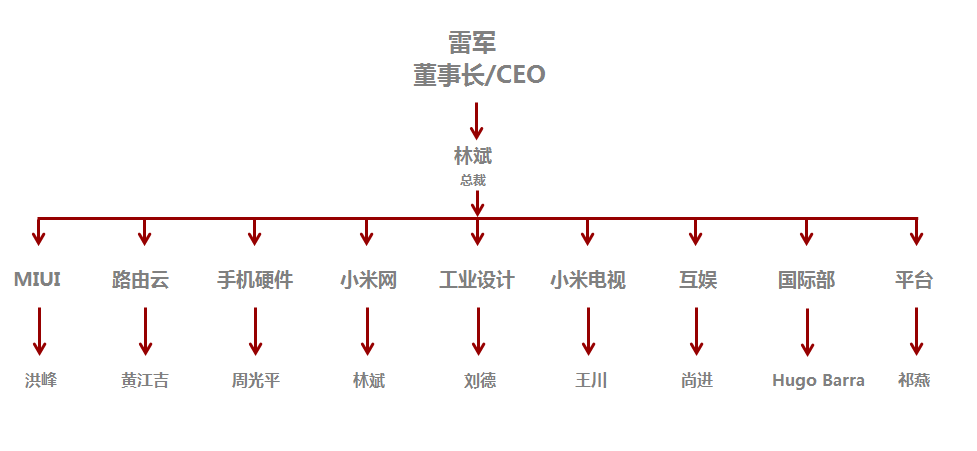 雷军
董事长/CEO
林斌
总裁
MIUI 路由云 手机硬件 小米网 工业设计 小米电视 互娱 国际部 平台
洪峰 黄江吉 周光平 林斌 刘德 王川 尚进 Hugo Barra 祁燕